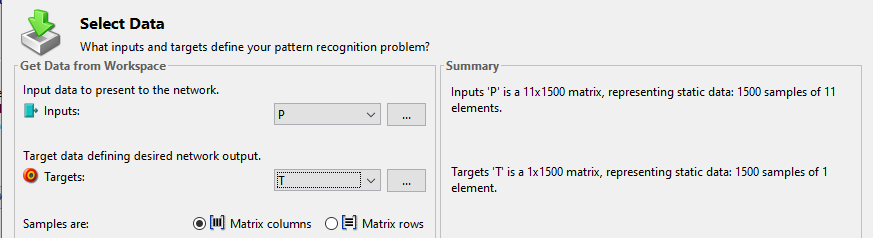 Select Data
What inputs and targets define your pattern recognition problem?
Get Data from Workspace
Input data to present to the network.
Inputs:
P
...
Target data defining desired network output.
Targets:
T
...
Samples are:
Matrix columns
Matrix rows
Summary
Inputs 'P' is a 11x1500 matrix, representing static data: 1500 samples of 11
elements.
Targets 'T' is a 1x1500 matrix, representing static data: 1500 samples of 1
element.